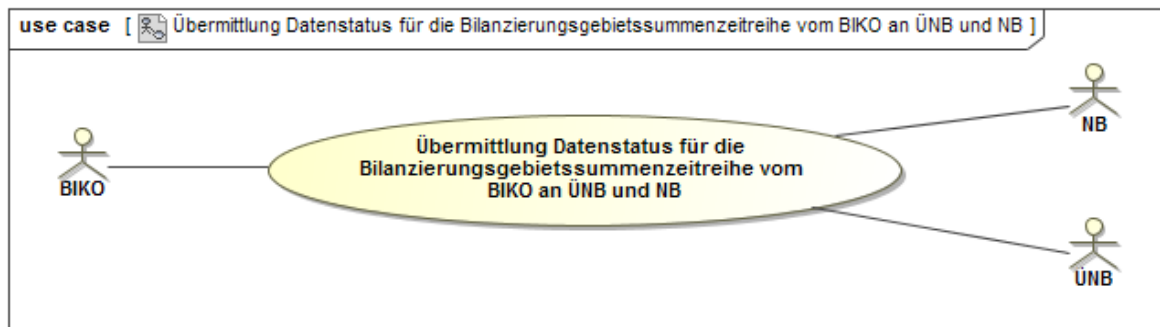 use case [ Übermittlung Datenstatus für die Bilanzierungsgebietssummenzeitreihe vom BIKO an ÜNB und NB ]
NB
Übermittlung Datenstatus für die
Bilanzierungsgebietssummenzeitreihe vom
BIKO an ÜNB und NB
BIKO
ÜNB